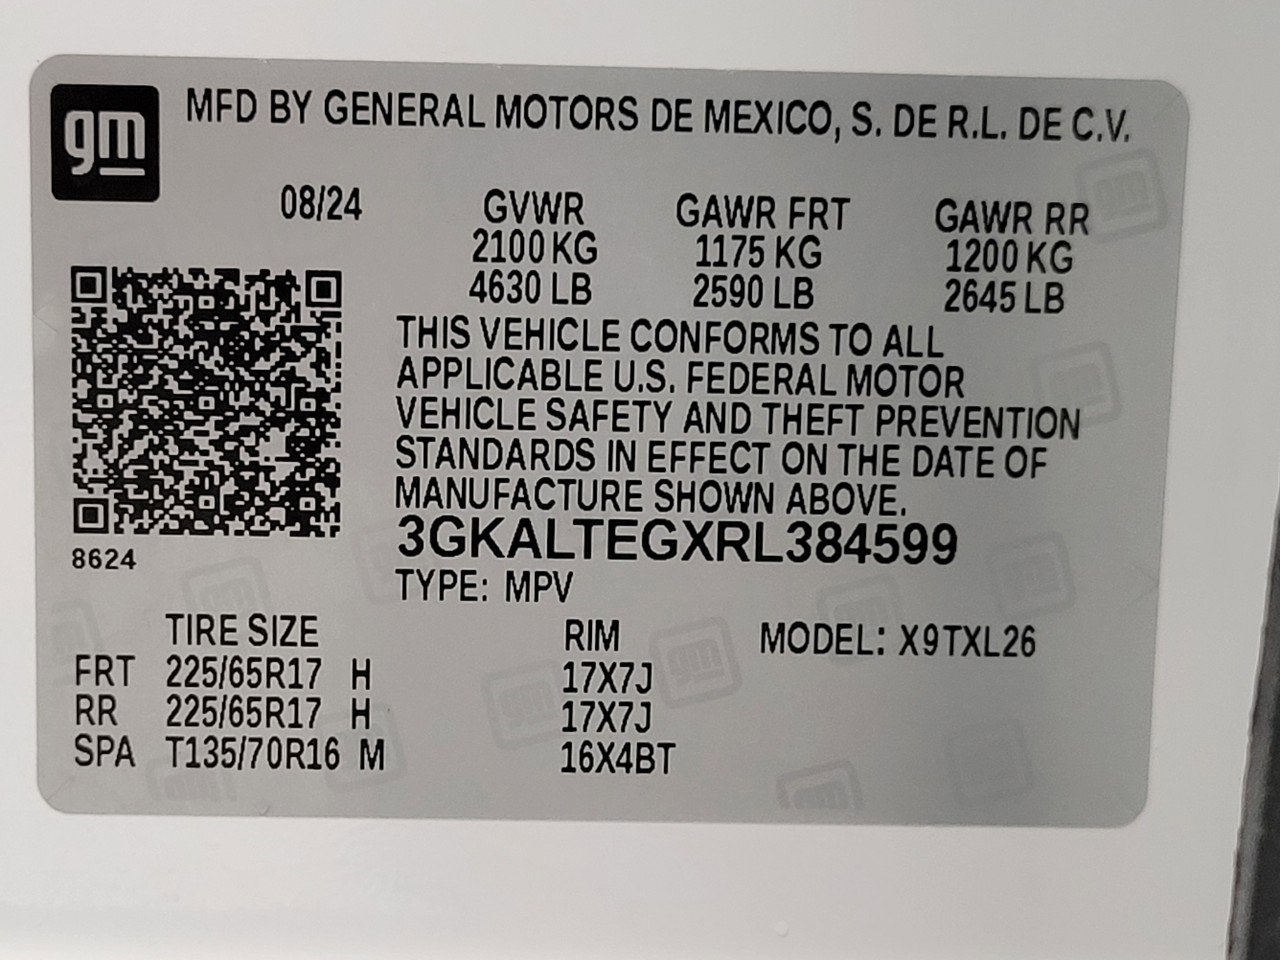 gm
MFD BY GENERAL MOTORS DE MEXICO, S. DE R.L. DE C.V.
08/24 GVWR GAWR FRT GAWR RR
2100 KG 1175 KG 1200 KG
4630 LB 2590 LB 2645 LB
THIS VEHICLE CONFORMS TO ALL
APPLICABLE U.S. FEDERAL MOTOR
VEHICLE SAFETY AND THEFT PREVENTION
STANDARDS IN EFFECT ON THE DATE OF
MANUFACTURE SHOWN ABOVE.
3GKALTEGXRL384599
8624
TYPE: MPV
TIRE SIZE RIM MODEL: X9TXL26
FRT 225/65R17 H 17X7J
RR 225/65R17 H 17X7J
SPA T135/70R16 M 16X4BT